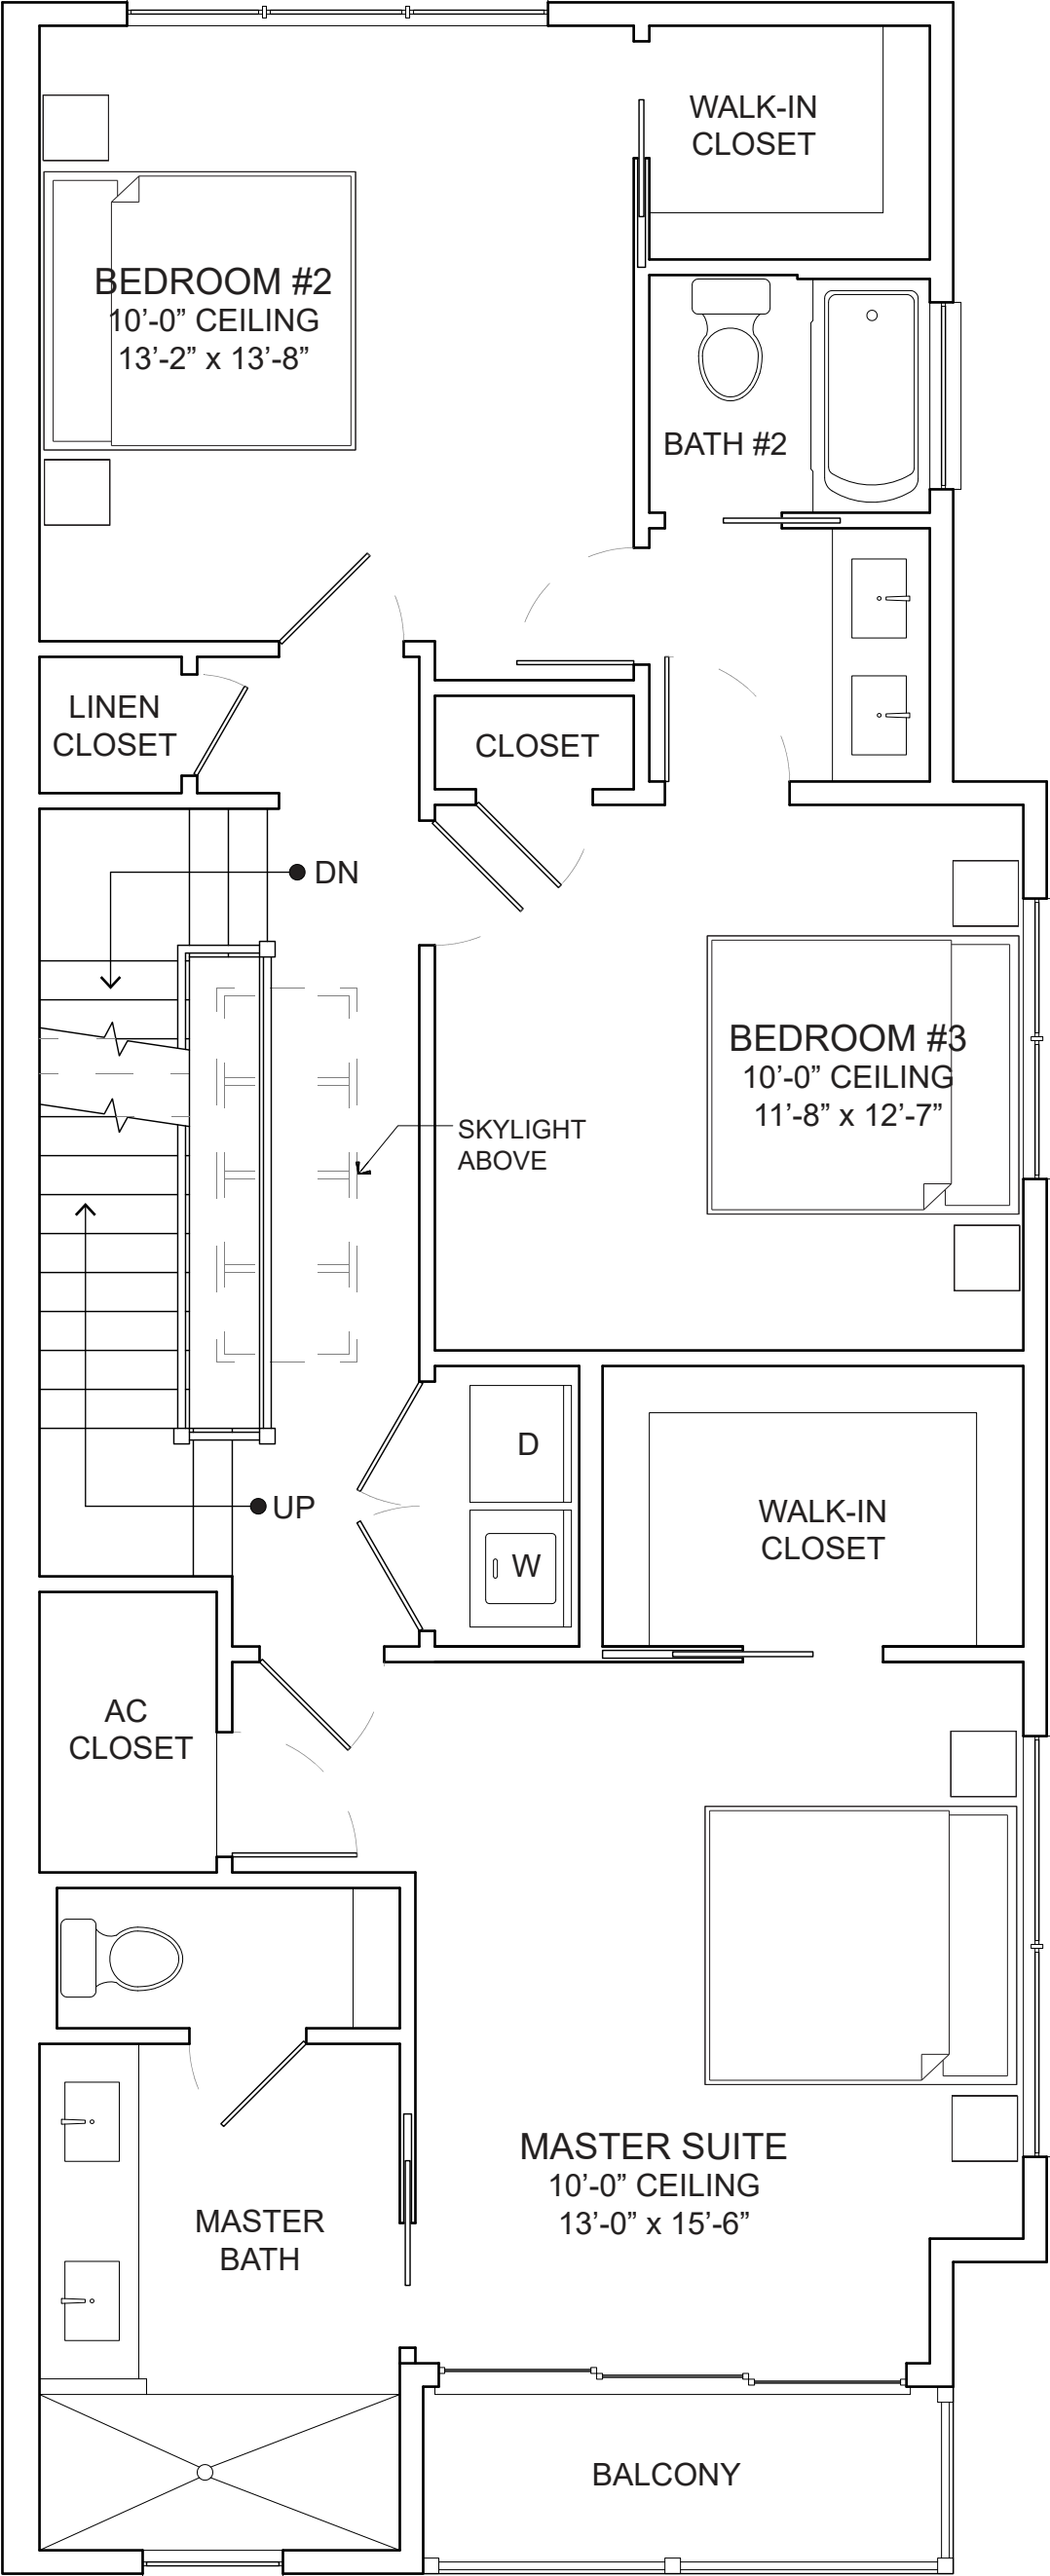 WALK-IN
CLOSET
BEDROOM #2
10’-0” CEILING
13’-2” x 13’-8”
BATH #2
LINEN
CLOSET
CLOSET
DN
BEDROOM #3
10’-0” CEILING
11’-8” x 12’-7”
SKYLIGHT
ABOVE
D
W
UP
WALK-IN
CLOSET
AC
CLOSET
MASTER SUITE
10’-0” CEILING
13’-0” x 15’-6”
MASTER
BATH
BALCONY